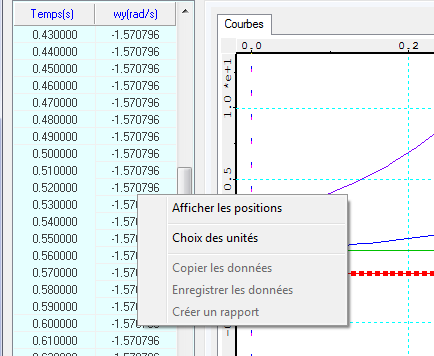 Temps(s) wy(rad/s)
0.430000 -1.570796
0.440000 -1.570796
0.450000 -1.570796
0.460000 -1.570796
0.470000 -1.570796
0.480000 -1.570796
0.490000 -1.570796
0.500000 -1.570796
0.510000 -1.570796
0.520000 -1.570796
0.530000
0.540000
0.550000
0.560000
0.570000
0.580000
0.590000
0.600000
0.610000 -1.570796
Afficher les positions
Choix des unités
Copier les données
Enregistrer les données
Créer un rapport
Courbes
0.0 0.2
1.0 *e+1
0.5